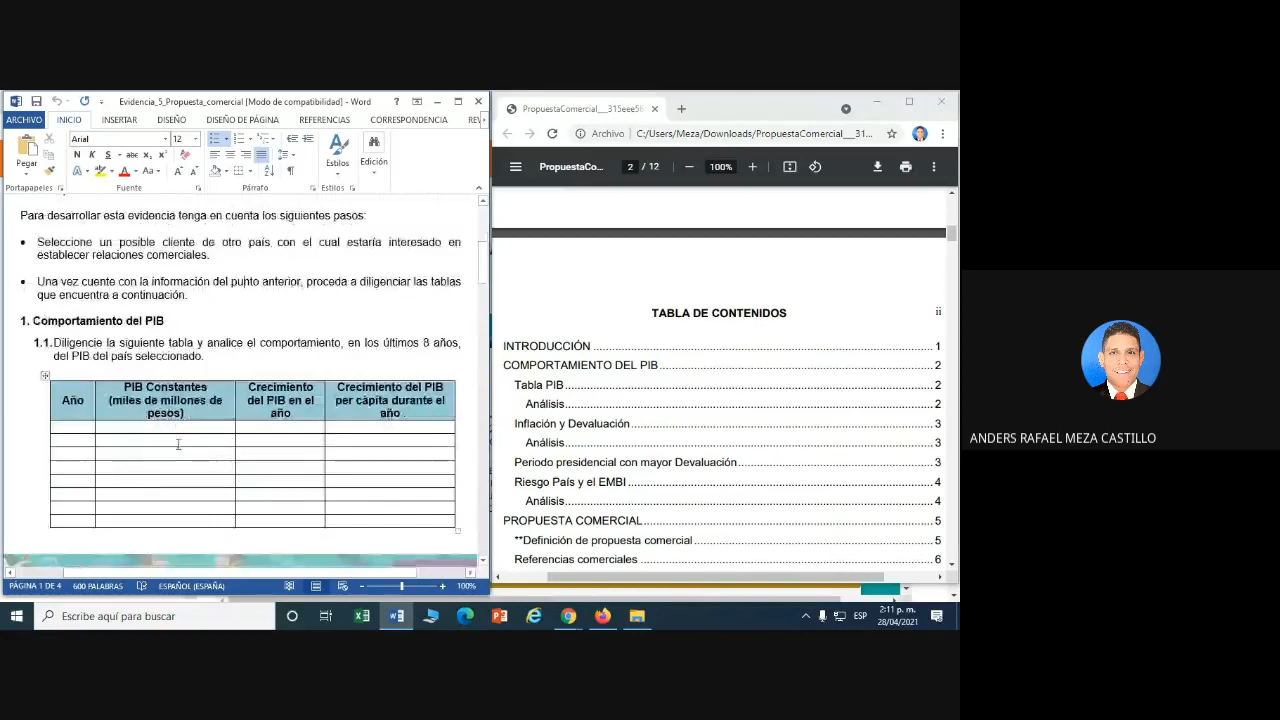 Evidencia_5_Propuesta_comercial [Modo de compatibilidad] - Word
ARCHIVO INICIO INSERTAR DISEÑO DISEÑO DE PÁGINA REFERENCIAS CORRESPONDENCIA
Arial 12
Pegar
N K S abc x₂ x²
Estilos
Edición
Portapapeles Fuente Párrafo Estilos
Para desarrollar esta evidencia tenga en cuenta los siguientes pasos:
• Seleccione un posible cliente de otro país con el cual estaría interesado en
establecer relaciones comerciales.
• Una vez cuente con la información del punto anterior, proceda a diligenciar las tablas
que encuentra a continuación.
1. Comportamiento del PIB
1.1. Diligencie la siguiente tabla y analice el comportamiento, en los últimos 8 años,
del PIB del país seleccionado.
Año
PIB Constantes
(miles de millones de
pesos)
Crecimiento
del PIB en el
año
Crecimiento del PIB
per cápita durante el
año
PÁGINA 1 DE 4 600 PALABRAS ESPAÑOL (ESPAÑA) 100%
Archivo C:/Users/Meza/Downloads/PropuestaComercial___31...
PropuestaCo... 2 / 12 100%
ii
TABLA DE CONTENIDOS
INTRODUCCIÓN 1
COMPORTAMIENTO DEL PIB 2
Tabla PIB 2
Análisis 2
Inflación y Devaluación 3
Análisis 3
Periodo presidencial con mayor Devaluación 3
Riesgo País y el EMBI 4
Análisis 4
PROPUESTA COMERCIAL 5
**Definición de propuesta comercial 5
Referencias comerciales 6
Escribe aquí para buscar
ESP
2:11 p. m.
28/04/2021
ANDERS RAFAEL MEZA CASTILLO